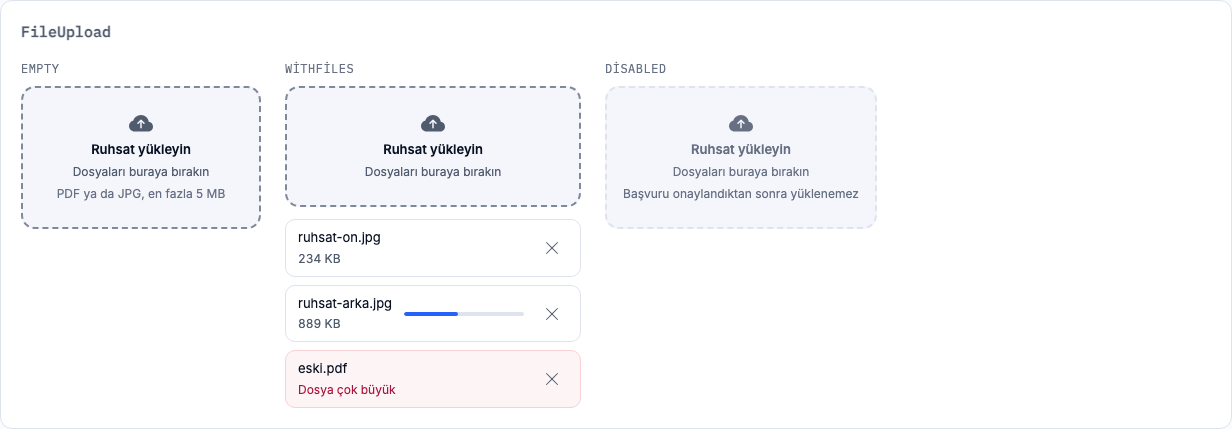 FileUpload
EMPTY
Ruhsat yükleyin
Dosyaları buraya bırakın
PDF ya da JPG, en fazla 5 MB
WİTHFİLES
Ruhsat yükleyin
Dosyaları buraya bırakın
ruhsat-on.jpg
234 KB
ruhsat-arka.jpg
889 KB
eski.pdf
Dosya çok büyük
DİSABLED
Ruhsat yükleyin
Dosyaları buraya bırakın
Başvuru onaylandıktan sonra yüklenemez